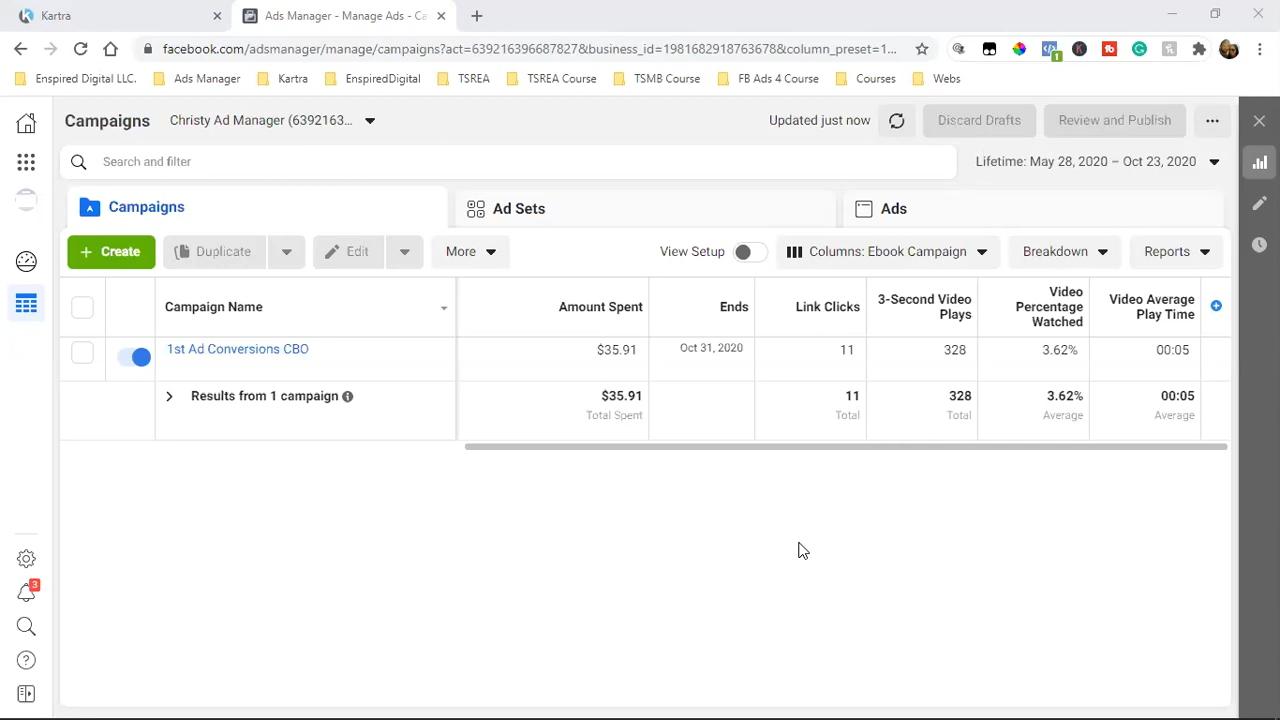 Kartra
Ads Manager - Manage Ads - Ca
facebook.com/adsmanager/manage/campaigns?act=639216396687827&business_id=1981682918763678&column_preset=1...
1
Enspired Digital LLC.
Ads Manager
Kartra
EnspiredDigital
TSREA
TSREA Course
TSMB Course
FB Ads 4 Course
Courses
Webs
Campaigns
Christy Ad Manager (6392163...
Updated just now
Discard Drafts
Review and Publish
Search and filter
Lifetime: May 28, 2020 – Oct 23, 2020
Campaigns
Ad Sets
Ads
+ Create
Duplicate
Edit
More
View Setup
Columns: Ebook Campaign
Breakdown
Reports
Campaign Name
Amount Spent
Ends
Link Clicks
3-Second Video
Plays
Video
Percentage
Watched
Video Average
Play Time
1st Ad Conversions CBO
$35.91
Oct 31, 2020
11
328
3.62%
00:05
Results from 1 campaign
$35.91
Total Spent
11
Total
328
Total
3.62%
Average
00:05
Average
3